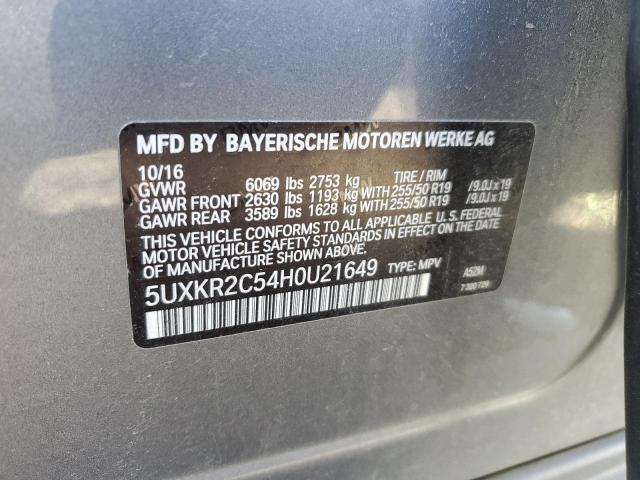 MFD BY BAYERISCHE MOTOREN WERKE AG
10/16 TIRE / RIM
GVWR 6069 lbs 2753 kg
GAWR FRONT 2630 lbs 1193 kg WITH 255/50 R19 /9.0J x 19
GAWR REAR 3589 lbs 1628 kg WITH 255/50 R19 /9.0J x 19
THIS VEHICLE CONFORMS TO ALL APPLICABLE U.S. FEDERAL
MOTOR VEHICLE SAFETY STANDARDS IN EFFECT ON THE
DATE OF MANUFACTURE SHOWN ABOVE.
5UXKR2C54H0U21649 TYPE: MPV A52M